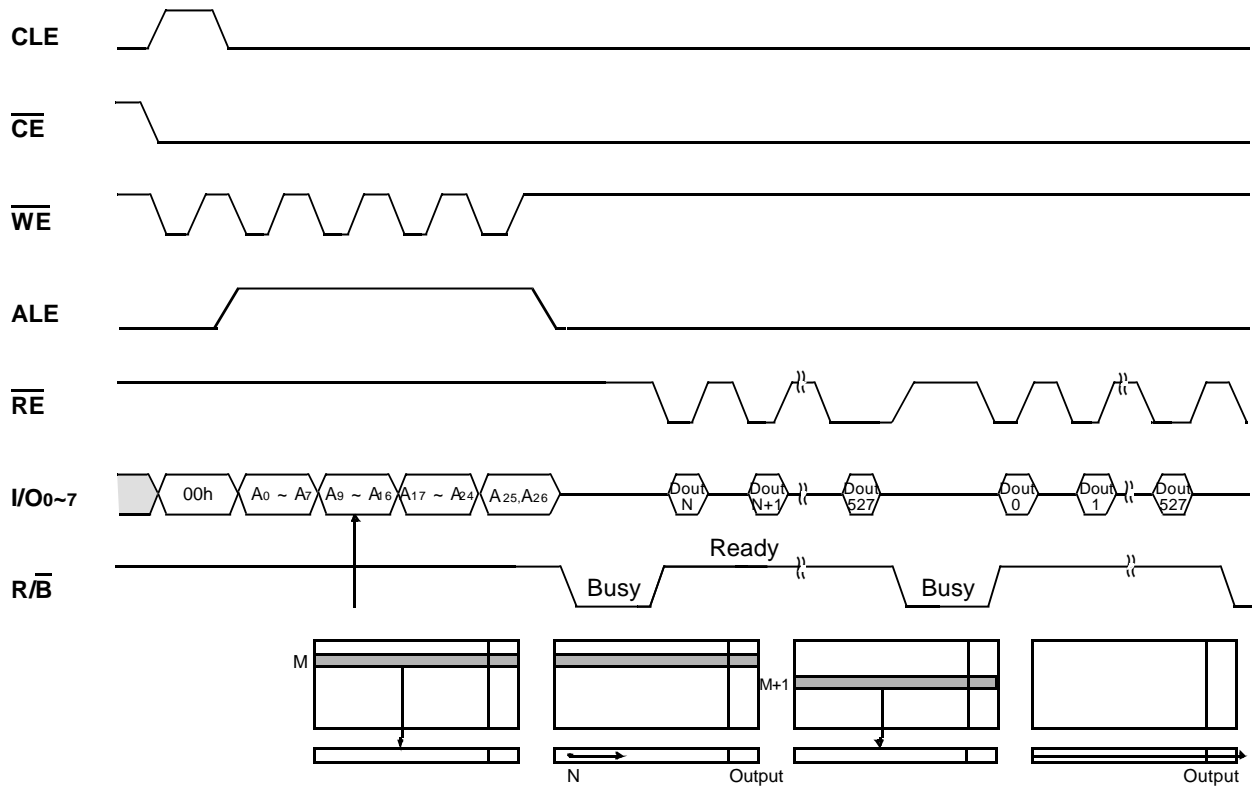 CLE
CE
WE
ALE
RE
I/O0~7
00h
A0 ~ A7
A9 ~ A16
A17 ~ A24
A25,A26
Dout
N
Dout
N+1
Dout
527
Dout
0
Dout
1
Dout
527
R/B
Busy
Ready
Busy
M
M+1
N
Output
Output